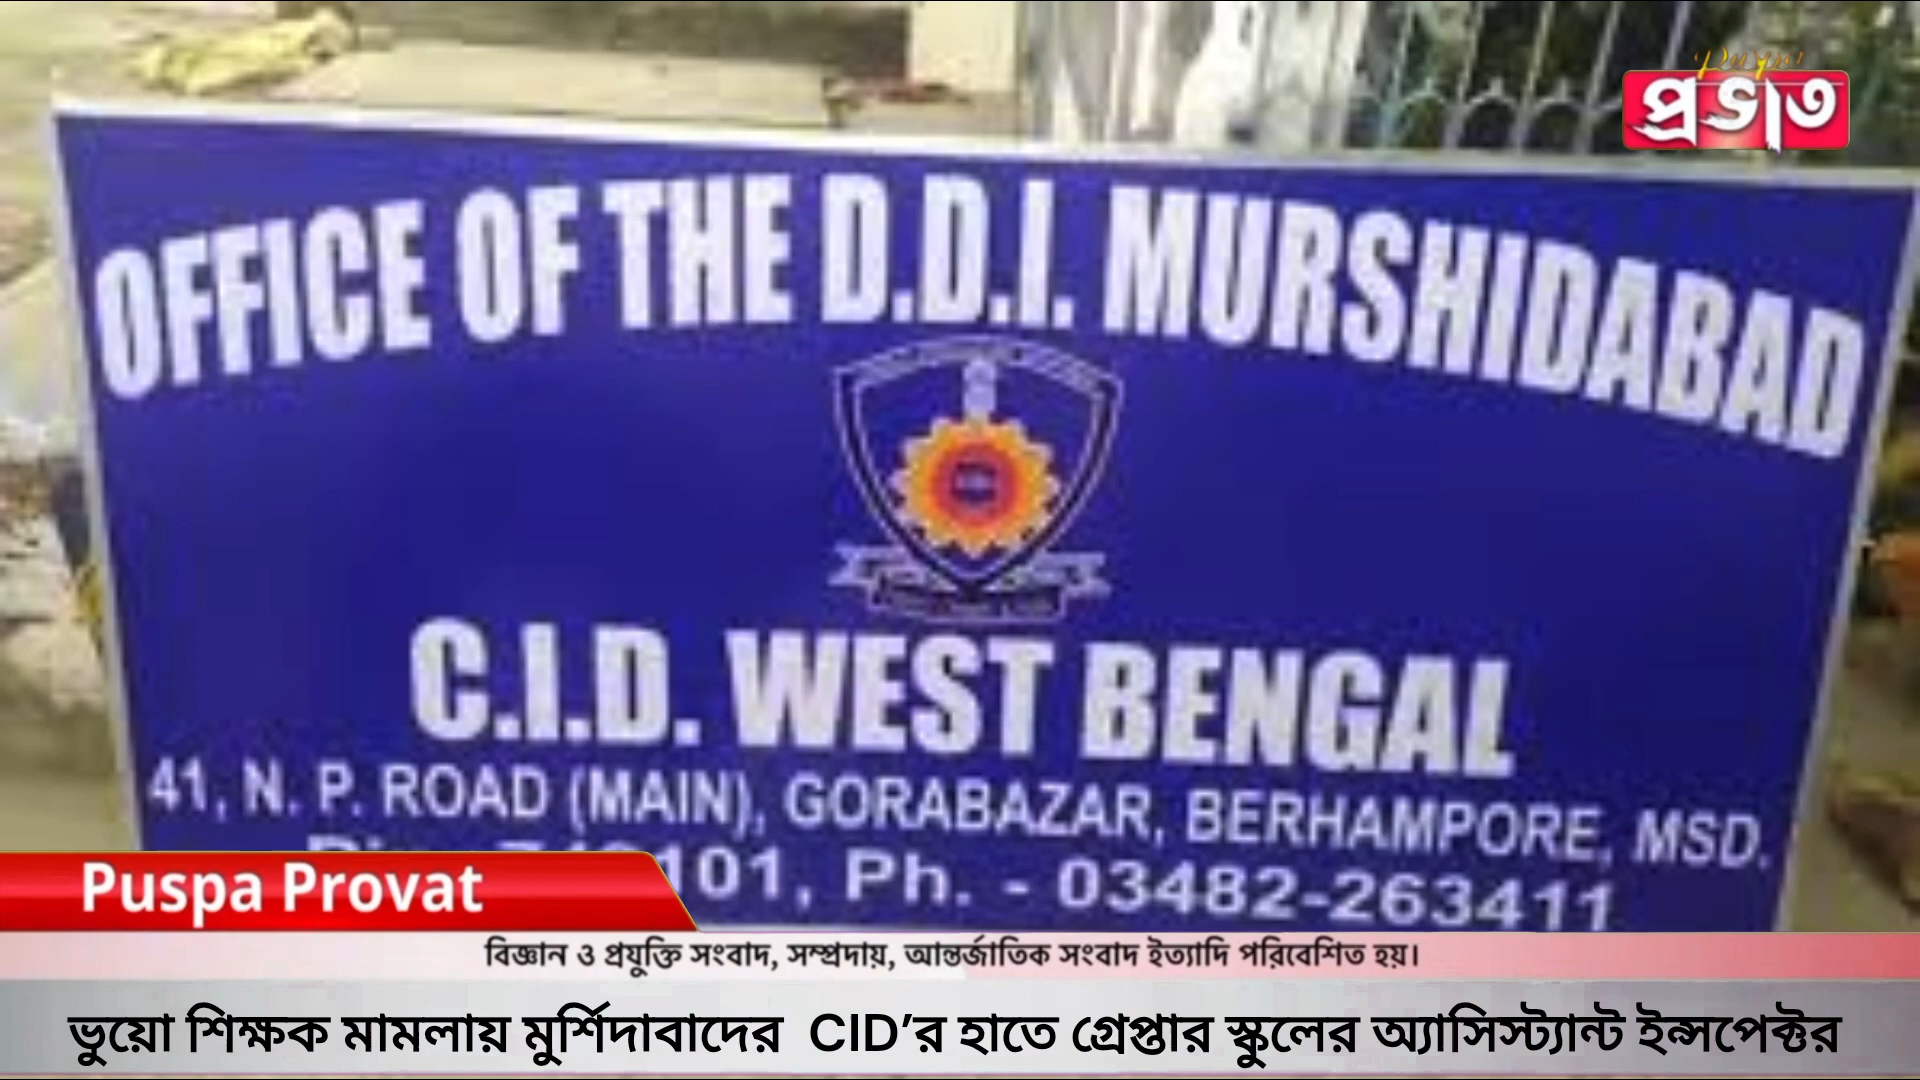 প্রভাত
OFFICE OF THE D.D.I. MURSHIDABAD
C.I.D. WEST BENGAL
41, N. P. ROAD (MAIN), GORABAZAR, BERHAMPORE, MSD.
101, Ph. - 03482-263411
Puspa Provat
বিজ্ঞান ও প্রযুক্তি সংবাদ, সম্প্রদায়, আন্তর্জাতিক সংবাদ ইত্যাদি পরিবেশিত হয়।
ভুয়ো শিক্ষক মামলায় মুর্শিদাবাদের CID’র হাতে গ্রেপ্তার স্কুলের অ্যাসিস্ট্যান্ট ইন্সপেক্টর